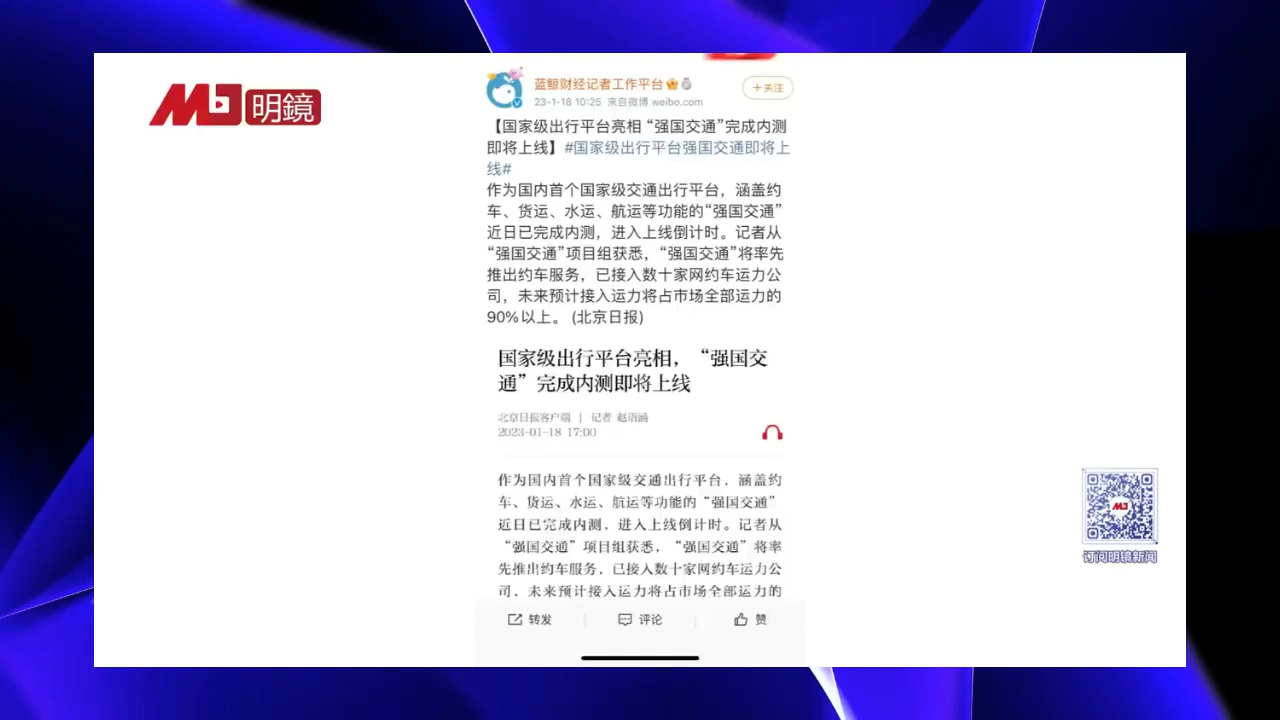 明鏡
蓝鲸财经记者工作平台
+关注
23-1-18 10:25 来自微博 weibo.com
【国家级出行平台亮相 “强国交通”完成内测
即将上线】#国家级出行平台强国交通即将上
线#
作为国内首个国家级交通出行平台，涵盖约
车、货运、水运、航运等功能的“强国交通”
近日已完成内测，进入上线倒计时。记者从
“强国交通”项目组获悉，“强国交通”将率先
推出约车服务，已接入数十家网约车运力公
司，未来预计接入运力将占市场全部运力的
90%以上。 (北京日报)
国家级出行平台亮相，“强国交
通”完成内测即将上线
北京日报客户端 | 记者 赵语涵
2023-01-18 17:00
作为国内首个国家级交通出行平台，涵盖约
车、货运、水运、航运等功能的“强国交通”
近日已完成内测，进入上线倒计时。记者从
“强国交通”项目组获悉，“强国交通”将率
先推出约车服务，已接入数十家网约车运力公
司，未来预计接入运力将占市场全部运力的
转发
评论
赞
订阅明镜新闻